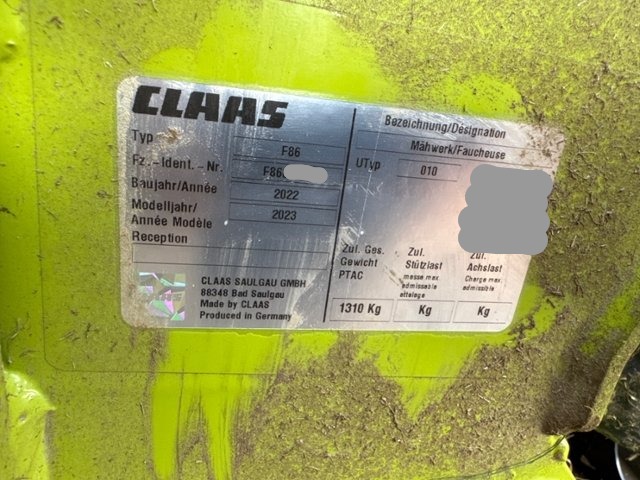 CLAAS
Typ F86
Fz.-Ident.-Nr. F86
Baujahr/Année 2022
Modelljahr/
Année Modèle 2023
Reception
CLAAS SAULGAU GMBH
88348 Bad Saulgau
Made by CLAAS
Produced in Germany
Bezeichnung/Désignation
Mähwerk/Faucheuse
UTyp 010
Zul. Ges.
Gewicht
PTAC
1310 Kg
Zul.
Stützlast
masse max.
admissible
attelage
Kg
Zul.
Achslast
Charge max.
admissible
Kg